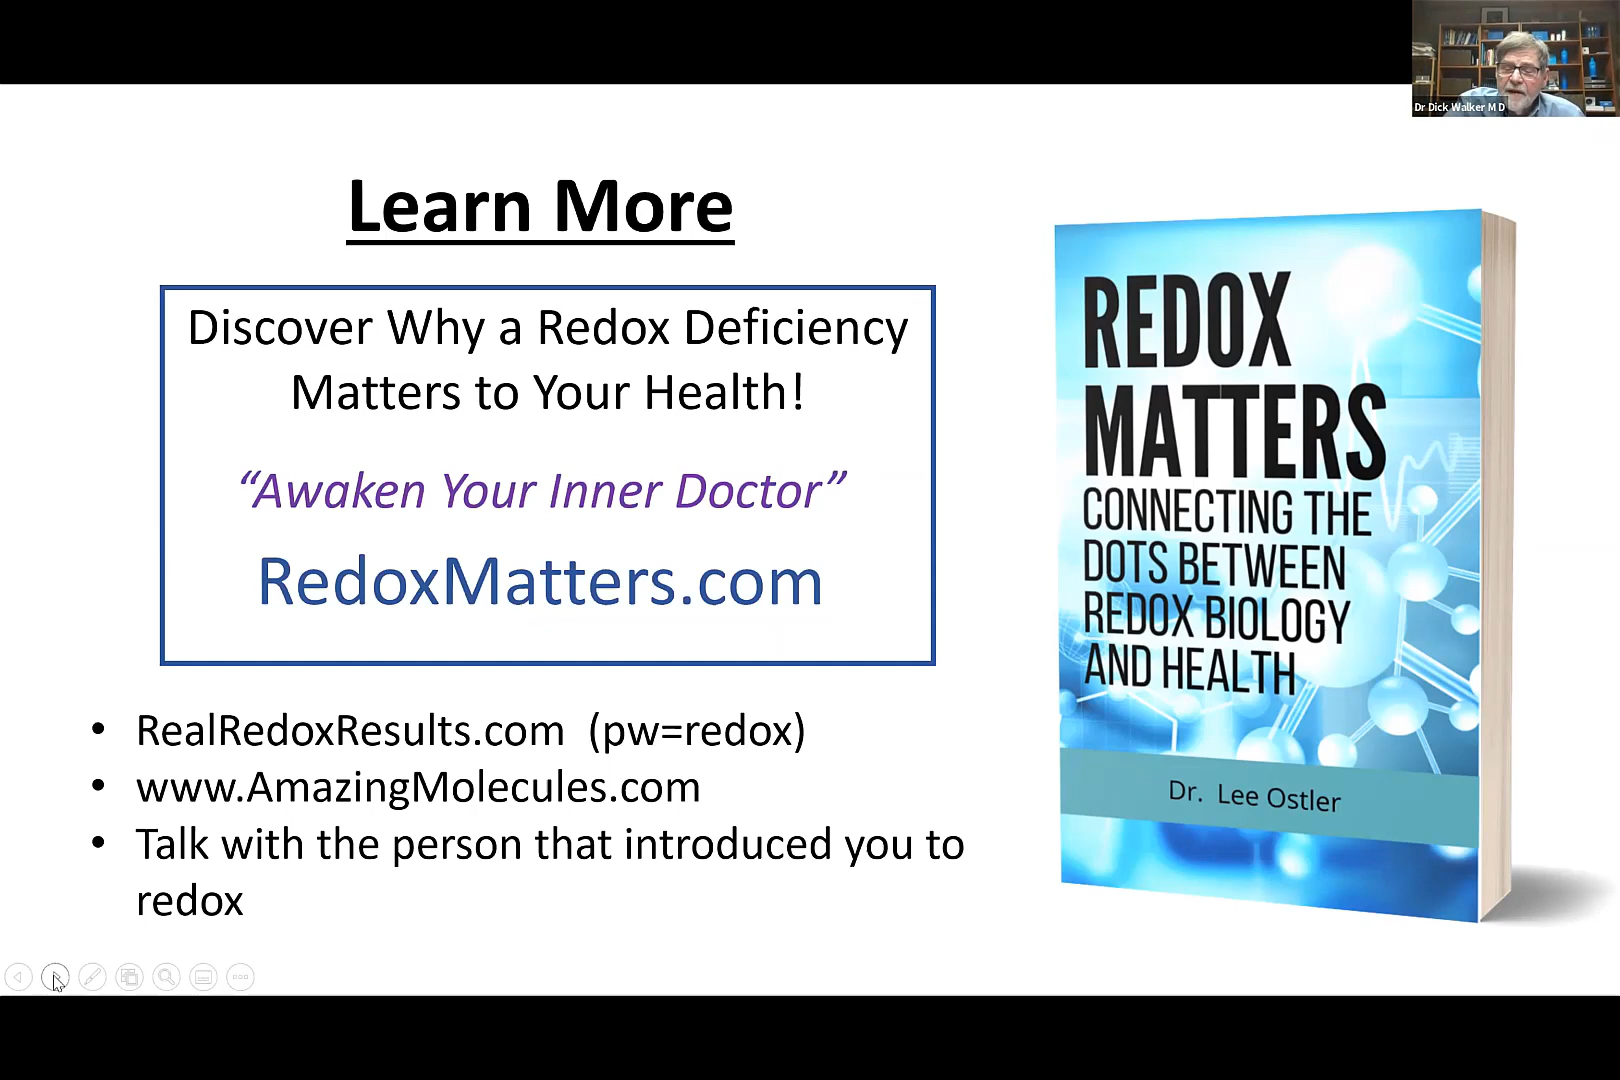 Dr Dick Walker M D
Learn More
Discover Why a Redox Deficiency
Matters to Your Health!
“Awaken Your Inner Doctor”
RedoxMatters.com
• RealRedoxResults.com (pw=redox)
• www.AmazingMolecules.com
• Talk with the person that introduced you to
redox
REDOX
MATTERS
CONNECTING THE
DOTS BETWEEN
REDOX BIOLOGY
AND HEALTH
Dr. Lee Ostler